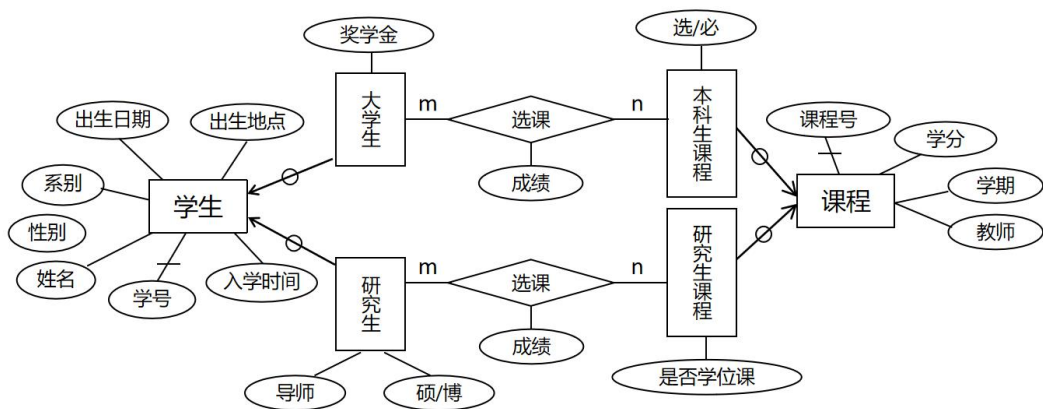 奖学金
选/必
大学生
m
选课
n
本科生课程
出生日期
出生地点
课程号
学分
成绩
系别
学生
课程
学期
性别
教师
姓名
学号
入学时间
研究生
m
选课
n
研究生课程
成绩
导师
硕/博
是否学位课